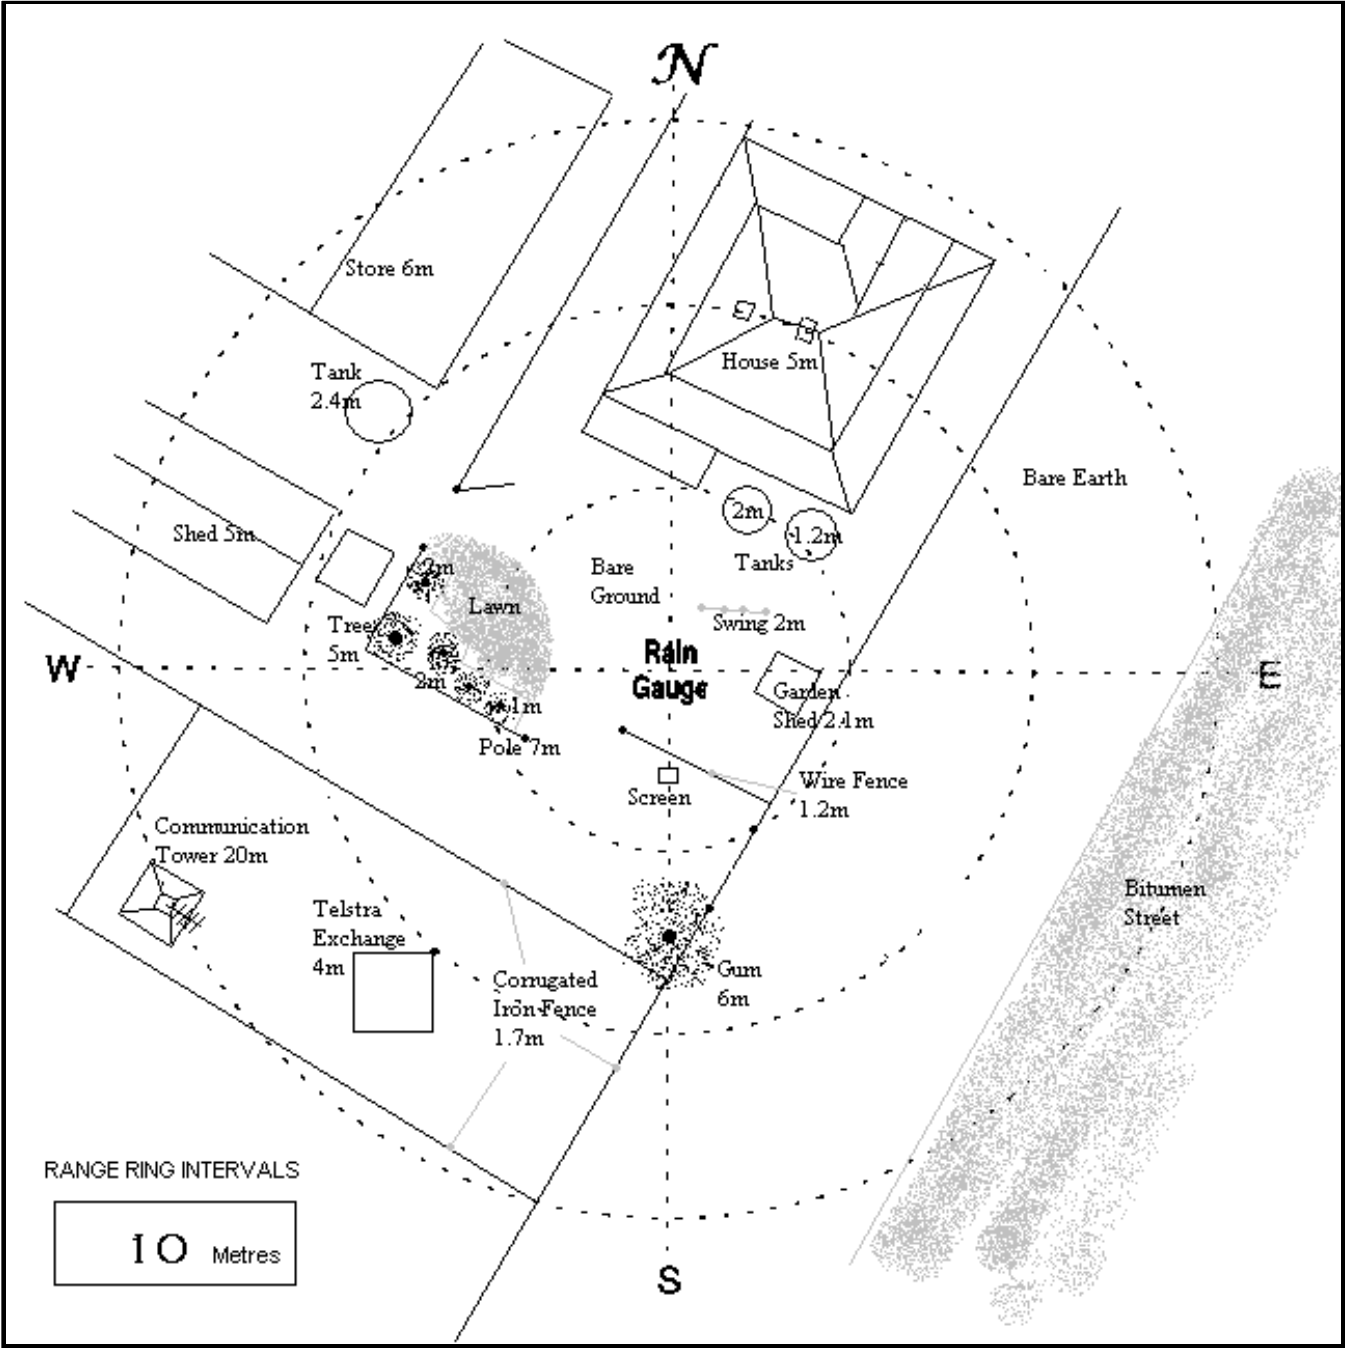 N
Store 6m
Tank
2.4m
House 5m
Bare Earth
Shed 5m
2m
1.2m
Tanks
Bare
Ground
2m
Lawn
Swing 2m
Tree
5m
Rain
Gauge
W
E
2m
1m
Garden
Shed 2.1m
Pole 7m
Screen
Wire Fence
1.2m
Communication
Tower 20m
Bitumen
Street
Telstra
Exchange
4m
Gum
6m
Corrugated
Iron Fence
1.7m
RANGE RING INTERVALS
10 Metres
S